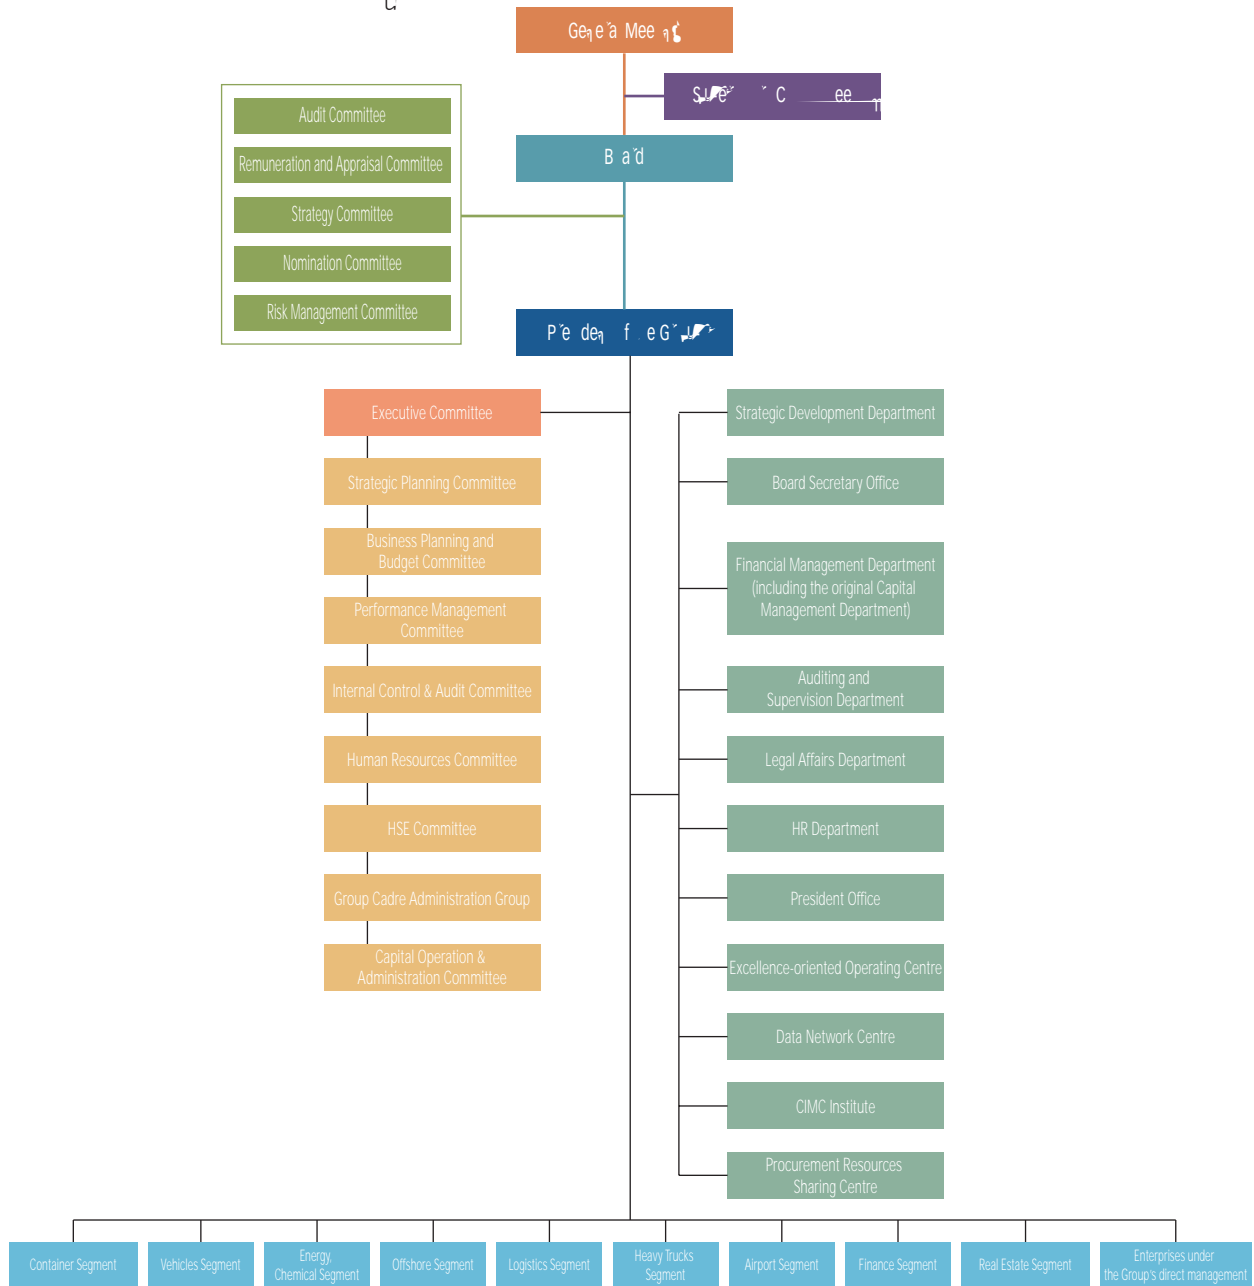 Audit Committee
Remuneration and Appraisal Committee
Strategy Committee
Nomination Committee
Risk Management Committee
Executive Committee
Strategic Planning Committee
Business Planning and
Budget Committee
Performance Management
Committee
Internal Control & Audit Committee
Human Resources Committee
HSE Committee
Group Cadre Administration Group
Capital Operation &
Administration Committee
Strategic Development Department
Board Secretary Office
Financial Management Department
(including the original Capital
Management Department)
Auditing and
Supervision Department
Legal Affairs Department
HR Department
President Office
Excellence-oriented Operating Centre
Data Network Centre
CIMC Institute
Procurement Resources
Sharing Centre
Container Segment
Vehicles Segment
Energy,
Chemical Segment
Offshore Segment
Logistics Segment
Heavy Trucks
Segment
Airport Segment
Finance Segment
Real Estate Segment
Enterprises under
the Group's direct management